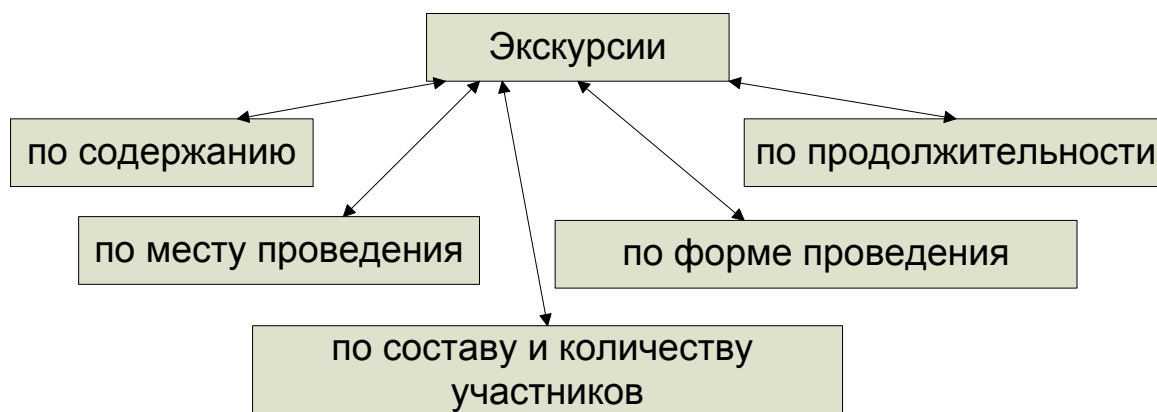 Экскурсии
по содержанию
по продолжительности
по месту проведения
по форме проведения
по составу и количеству
участников